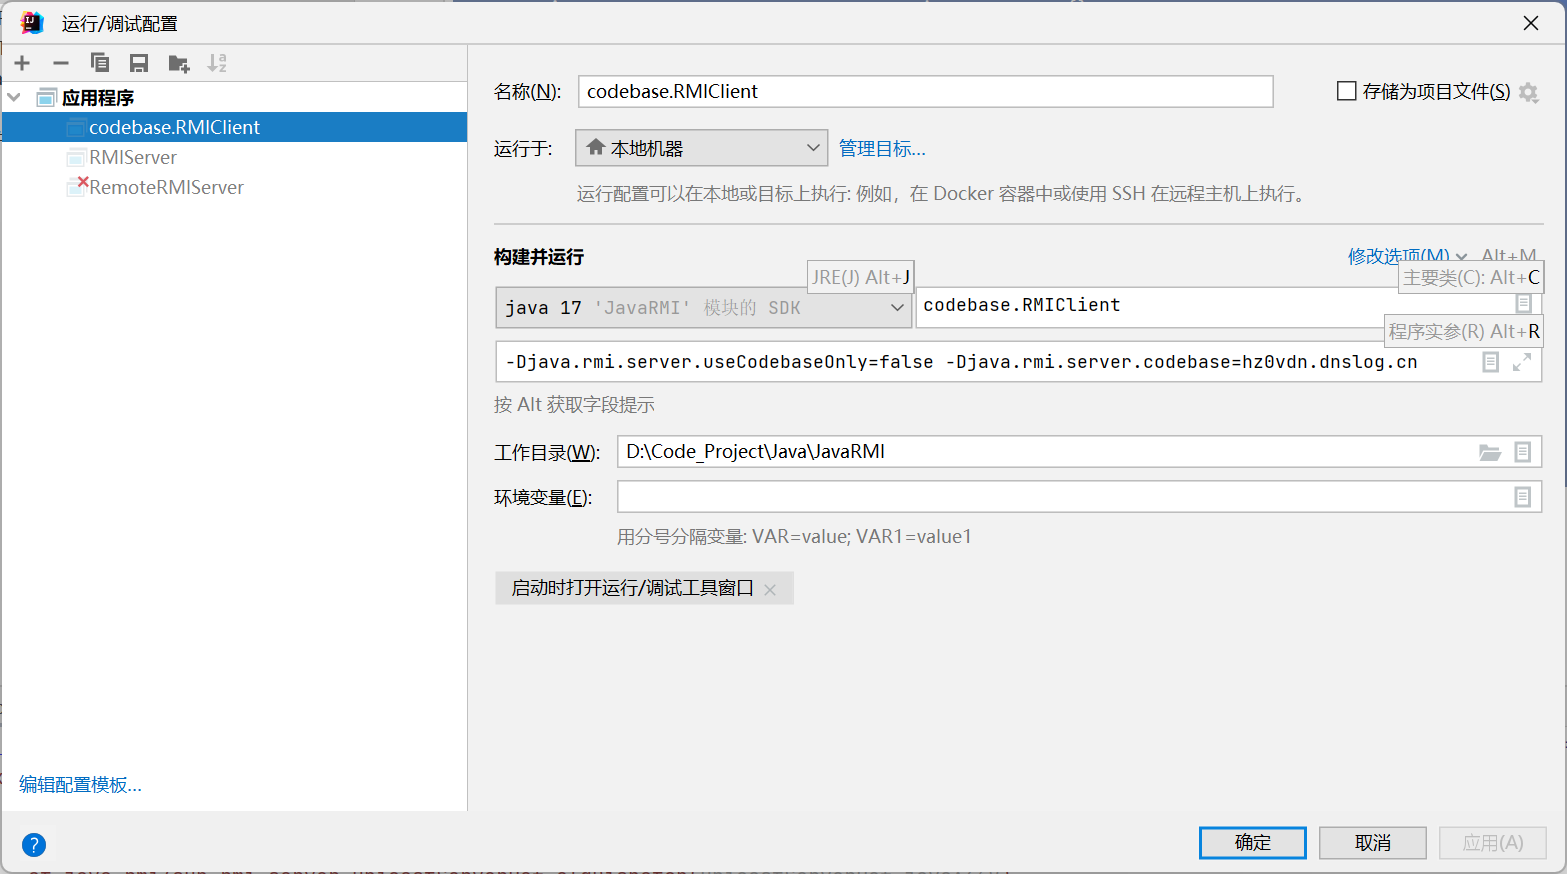 运行/调试配置
应用程序
codebase.RMIClient
RMIServer
RemoteRMIServer
编辑配置模板...
名称(N):
codebase.RMIClient
存储为项目文件(S)
运行于:
本地机器
管理目标...
运行配置可以在本地或目标上执行: 例如，在 Docker 容器中或使用 SSH 在远程主机上执行。
构建并运行
修改选项(M)
Alt+M
JRE(J) Alt+J
主要类(C): Alt+C
java 17 'JavaRMI' 模块的 SDK
codebase.RMIClient
程序实参(R) Alt+R
-Djava.rmi.server.useCodebaseOnly=false -Djava.rmi.server.codebase=hz0vdn.dnslog.cn
按 Alt 获取字段提示
工作目录(W):
D:\Code_Project\Java\JavaRMI
环境变量(E):
用分号分隔变量: VAR=value; VAR1=value1
启动时打开运行/调试工具窗口
?
确定
取消
应用(A)